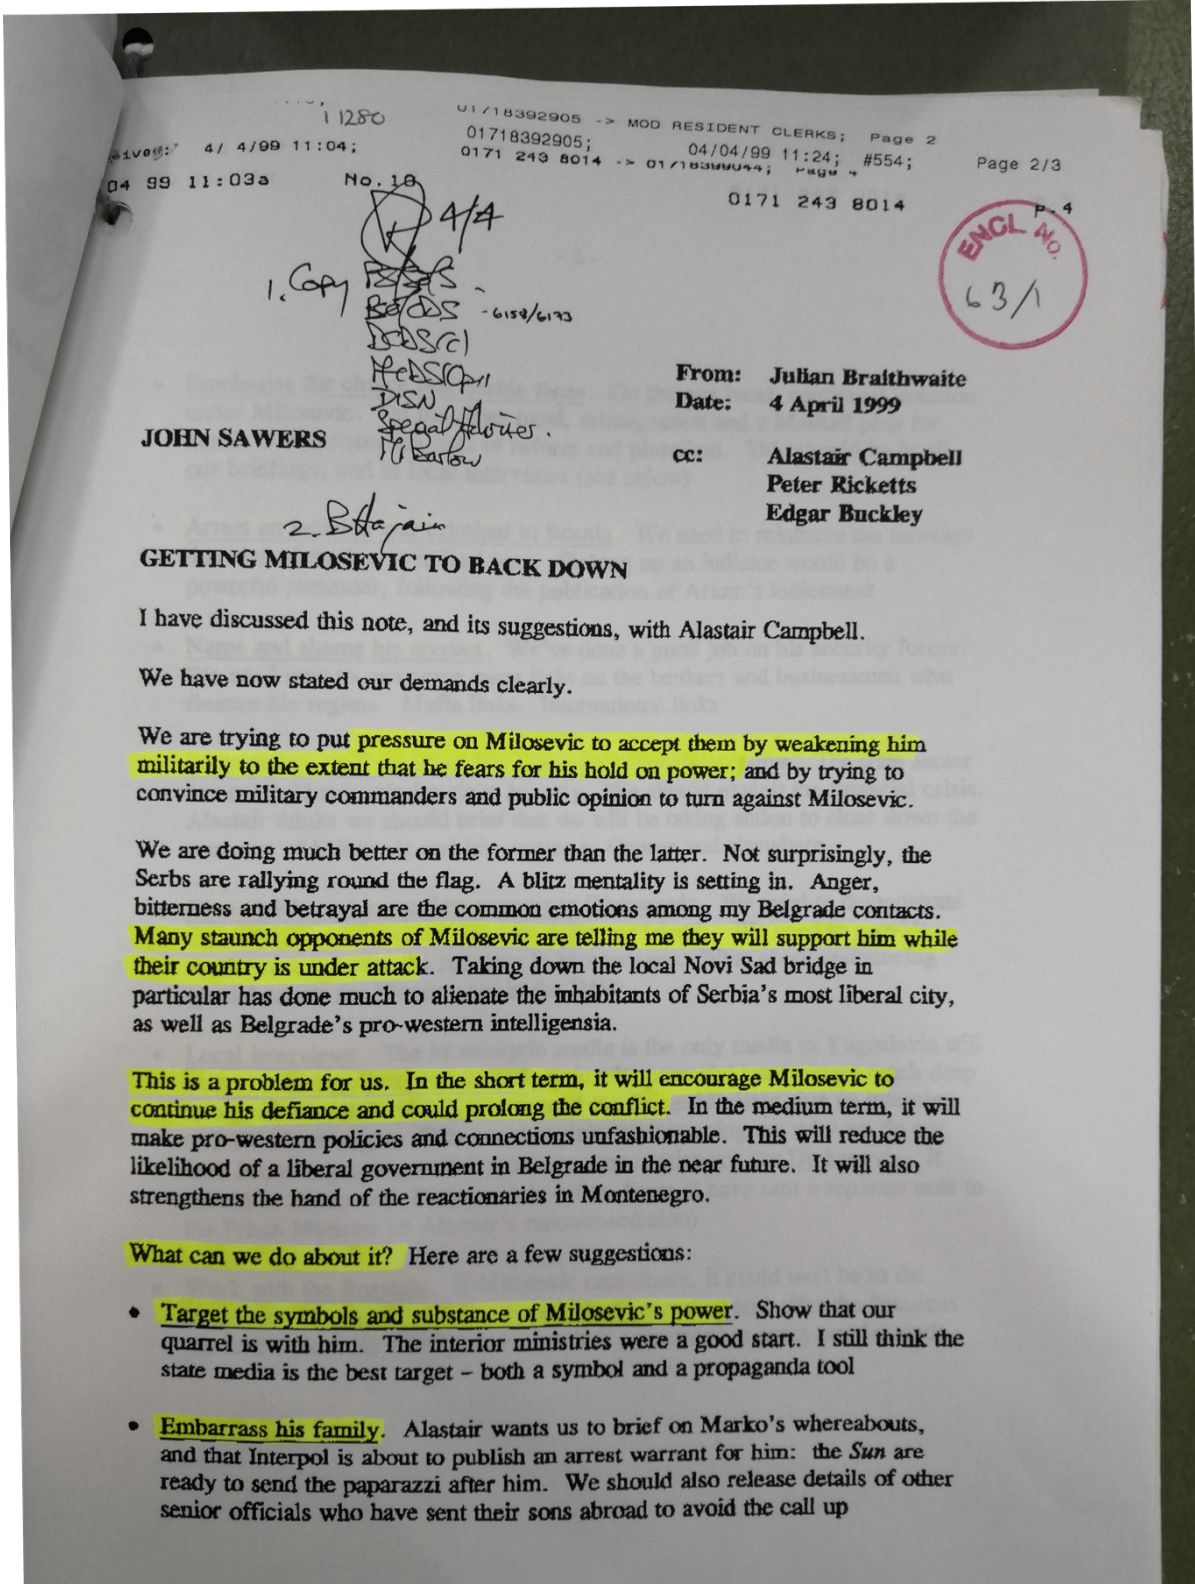 11280
01718392905 -> MOD RESIDENT CLERKS; Page 2
4/ 4/99 11:04; 01718392905; 04/04/99 11:24; #554; Page 2/3
0171 243 8014 ->
04 99 11:03a No.10 0171 243 8014 P.4
4/4
ENCL No.
63/1
1. Copy
- 6158/6173
DCDS(C)
DISN
Special Advisers.
Mr Barlow
From: Julian Braithwaite
Date: 4 April 1999
JOHN SAWERS
cc: Alastair Campbell
Peter Ricketts
Edgar Buckley
2.
GETTING MILOSEVIC TO BACK DOWN
I have discussed this note, and its suggestions, with Alastair Campbell.
We have now stated our demands clearly.
We are trying to put pressure on Milosevic to accept them by weakening him
militarily to the extent that he fears for his hold on power; and by trying to
convince military commanders and public opinion to turn against Milosevic.
We are doing much better on the former than the latter. Not surprisingly, the
Serbs are rallying round the flag. A blitz mentality is setting in. Anger,
bitterness and betrayal are the common emotions among my Belgrade contacts.
Many staunch opponents of Milosevic are telling me they will support him while
their country is under attack. Taking down the local Novi Sad bridge in
particular has done much to alienate the inhabitants of Serbia's most liberal city,
as well as Belgrade's pro-western intelligensia.
This is a problem for us. In the short term, it will encourage Milosevic to
continue his defiance and could prolong the conflict. In the medium term, it will
make pro-western policies and connections unfashionable. This will reduce the
likelihood of a liberal government in Belgrade in the near future. It will also
strengthens the hand of the reactionaries in Montenegro.
What can we do about it? Here are a few suggestions:
• Target the symbols and substance of Milosevic's power. Show that our
quarrel is with him. The interior ministries were a good start. I still think the
state media is the best target – both a symbol and a propaganda tool
• Embarrass his family. Alastair wants us to brief on Marko's whereabouts,
and that Interpol is about to publish an arrest warrant for him: the Sun are
ready to send the paparazzi after him. We should also release details of other
senior officials who have sent their sons abroad to avoid the call up